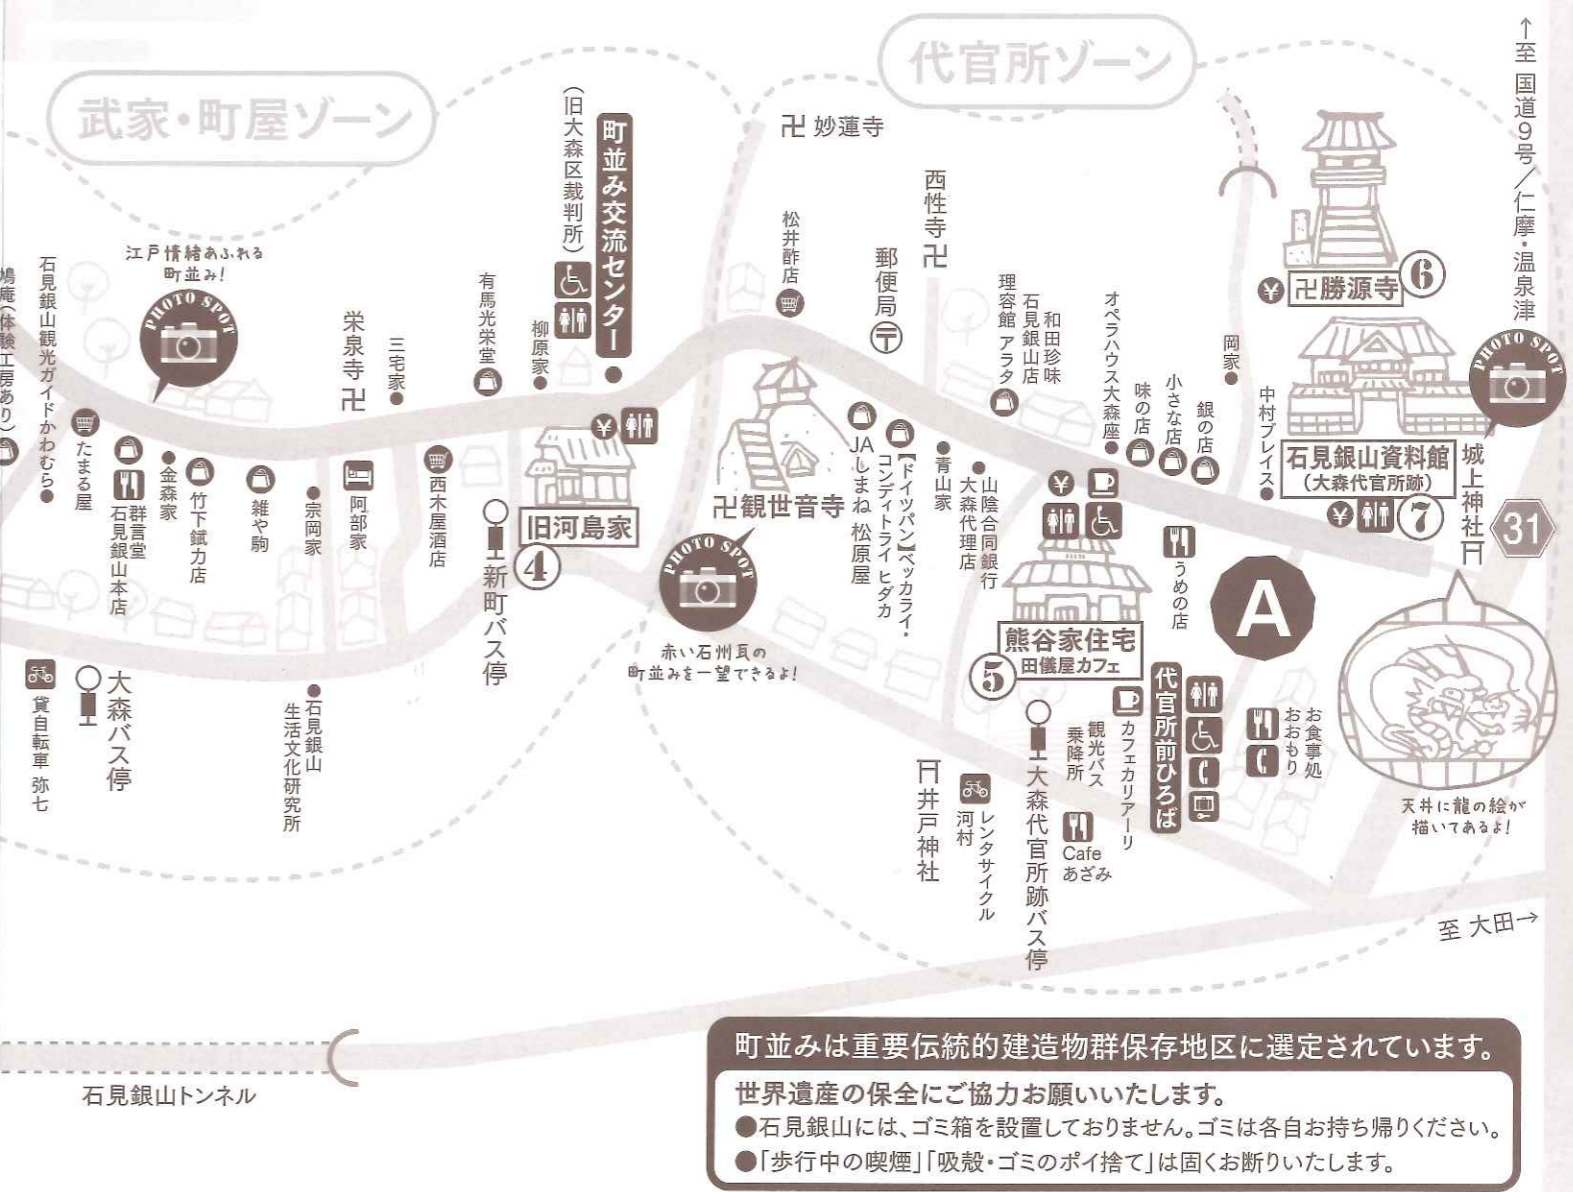 武家・町屋ゾーン
代官所ゾーン
↑至 国道9号/仁摩・温泉津
町並み交流センター
(旧大森区裁判所)
卍 妙蓮寺
西性寺卍
松井酢店
郵便局
理容館 アラタ
石見銀山店
和田珍味
オペラハウス大森座
味の店
小さな店
銀の店
岡家
中村ブレイス
卍勝源寺
6
PHOTO SPOT
石見銀山資料館
(大森代官所跡)
7
城上神社
31
鳩庵(体験工房あり)
石見銀山観光ガイドかわむら
江戸情緒あふれる
町並み!
PHOTO SPOT
栄泉寺卍
三宅家
有馬光栄堂
柳原家
たまる屋
群言堂
石見銀山本店
金森家
竹下錻力店
雑や駒
宗岡家
阿部家
西木屋酒店
新町バス停
旧河島家
4
卍観世音寺
PHOTO SPOT
赤い石州瓦の
町並みを一望できるよ!
JAしまね 松原屋
【ドイツパン】ベッカライ・
コンディトライ ヒダカ
青山家
山陰合同銀行
大森代理店
熊谷家住宅
田儀屋カフェ
5
うめの店
A
代官所前ひろば
お食事処
おおもり
カフェカリアーリ
観光バス
乗降所
Cafe
あざみ
大森代官所跡バス停
レンタサイクル
河村
井戸神社
天井に龍の絵が
描いてあるよ!
貸自転車 弥七
大森バス停
石見銀山
生活文化研究所
至 大田→
石見銀山トンネル
町並みは重要伝統的建造物群保存地区に選定されています。
世界遺産の保全にご協力お願いいたします。
●石見銀山には、ゴミ箱を設置しておりません。ゴミは各自お持ち帰りください。
●「歩行中の喫煙」「吸殻・ゴミのポイ捨て」は固くお断りいたします。